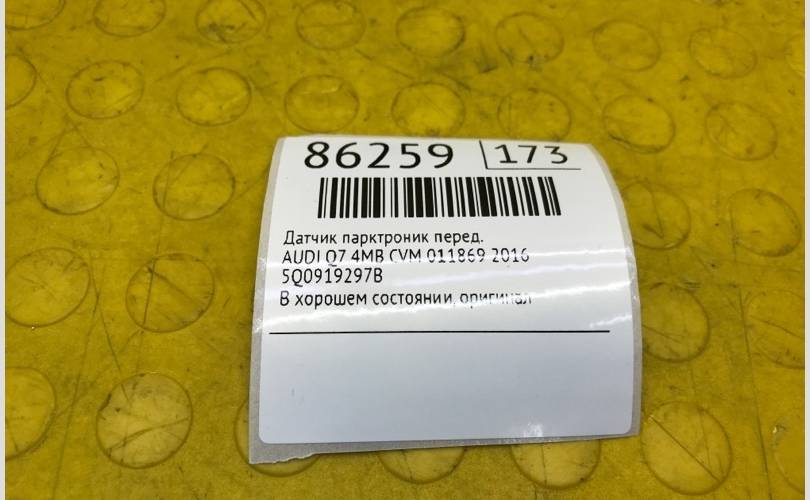 86259 173
Датчик парктроник перед.
AUDI Q7 4MB CVM 011869 2016
5Q0919297B
В хорошем состоянии, оригинал